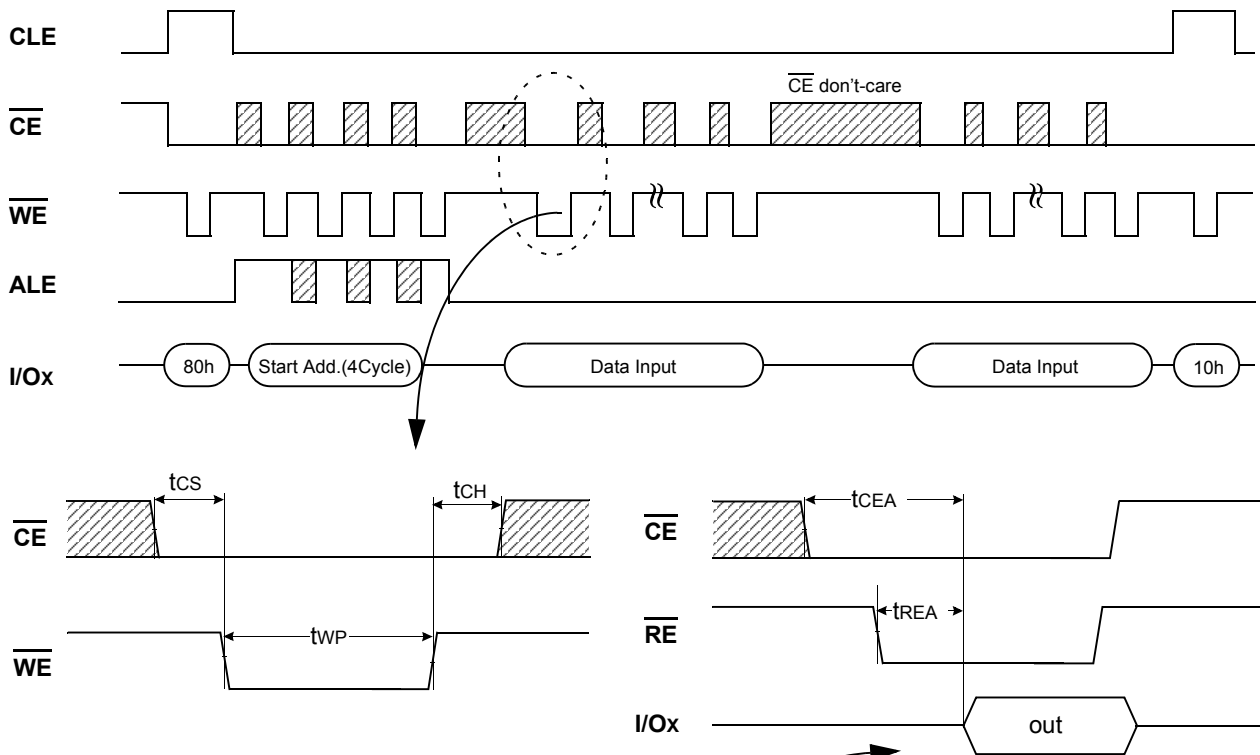 CLE
CE
CE don't-care
WE
ALE
I/Ox
80h
Start Add.(4Cycle)
Data Input
Data Input
10h
tCS
tCH
CE
tWP
WE
tCEA
CE
tREA
RE
I/Ox
out